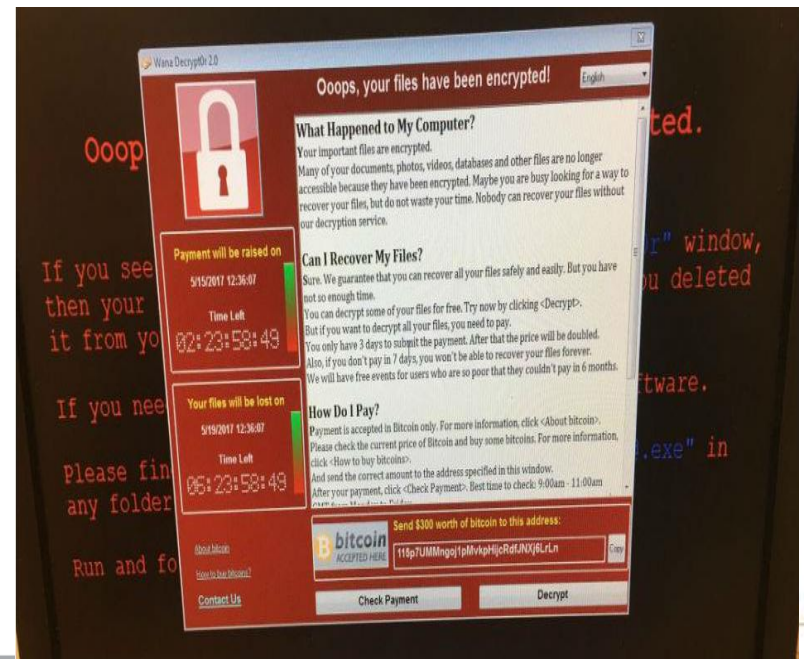 Wana Decrypt0r 2.0
Ooops, your files have been encrypted!
English
What Happened to My Computer?
Your important files are encrypted.
Many of your documents, photos, videos, databases and other files are no longer
accessible because they have been encrypted. Maybe you are busy looking for a way to
recover your files, but do not waste your time. Nobody can recover your files without
our decryption service.
Can I Recover My Files?
Sure. We guarantee that you can recover all your files safely and easily. But you have
not so enough time.
You can decrypt some of your files for free. Try now by clicking <Decrypt>.
But if you want to decrypt all your files, you need to pay.
You only have 3 days to submit the payment. After that the price will be doubled.
Also, if you don't pay in 7 days, you won't be able to recover your files forever.
We will have free events for users who are so poor that they couldn't pay in 6 months.
How Do I Pay?
Payment is accepted in Bitcoin only. For more information, click <About bitcoin>.
Please check the current price of Bitcoin and buy some bitcoins. For more information,
click <How to buy bitcoins>.
And send the correct amount to the address specified in this window.
After your payment, click <Check Payment>. Best time to check: 9:00am - 11:00am
Payment will be raised on
5/15/2017 12:36:07
Time Left
02:23:58:49
Your files will be lost on
5/19/2017 12:36:07
Time Left
06:23:58:49
About bitcoin
How to buy bitcoins?
Contact Us
bitcoin
ACCEPTED HERE
Send $300 worth of bitcoin to this address:
115p7UMMngoj1pMvkpHijcRdfJNXj6LrLn
Copy
Check Payment
Decrypt
Ooop
ted.
If you see
" window,
then your
u deleted
it from yo
If you nee
tware.
Please fin
.exe" in
any folder
Run and fo